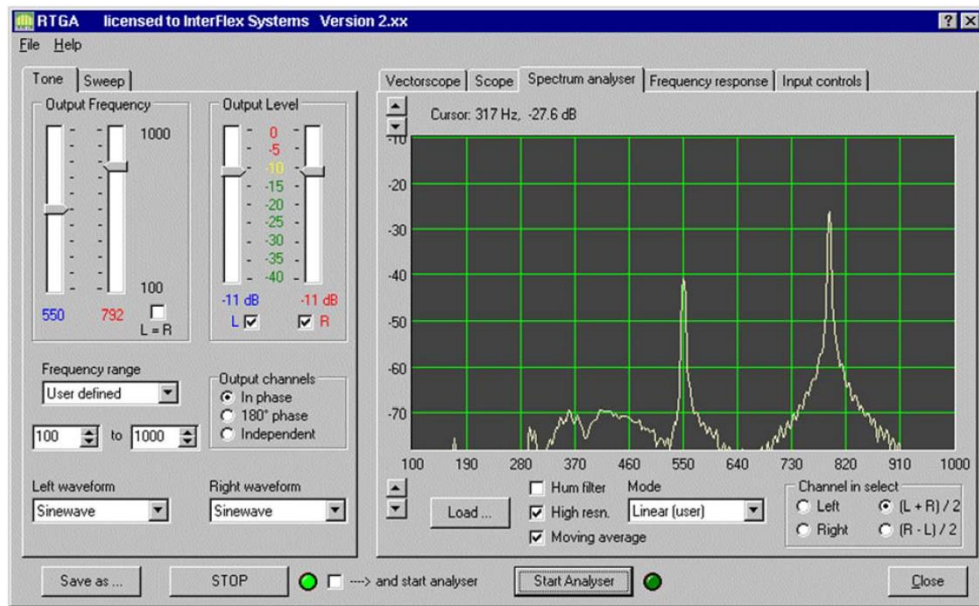 RTGA licensed to InterFlex Systems Version 2.xx
File Help
Tone Sweep
Output Frequency
1000
100
550 792
L = R
Output Level
0
-5
-10
-15
-20
-25
-30
-35
-40
-11 dB -11 dB
L R
Frequency range
User defined
100 to 1000
Output channels
In phase
180° phase
Independent
Left waveform
Sinewave
Right waveform
Sinewave
Vectorscope Scope Spectrum analyser Frequency response Input controls
Cursor: 317 Hz, -27.6 dB
-10
-20
-30
-40
-50
-60
-70
100 190 280 370 460 550 640 730 820 910 1000
Load ...
Hum filter
High resn.
Moving average
Mode
Linear (user)
Channel in select
Left (L + R) / 2
Right (R - L) / 2
Save as ... STOP ---> and start analyser Start Analyser Close